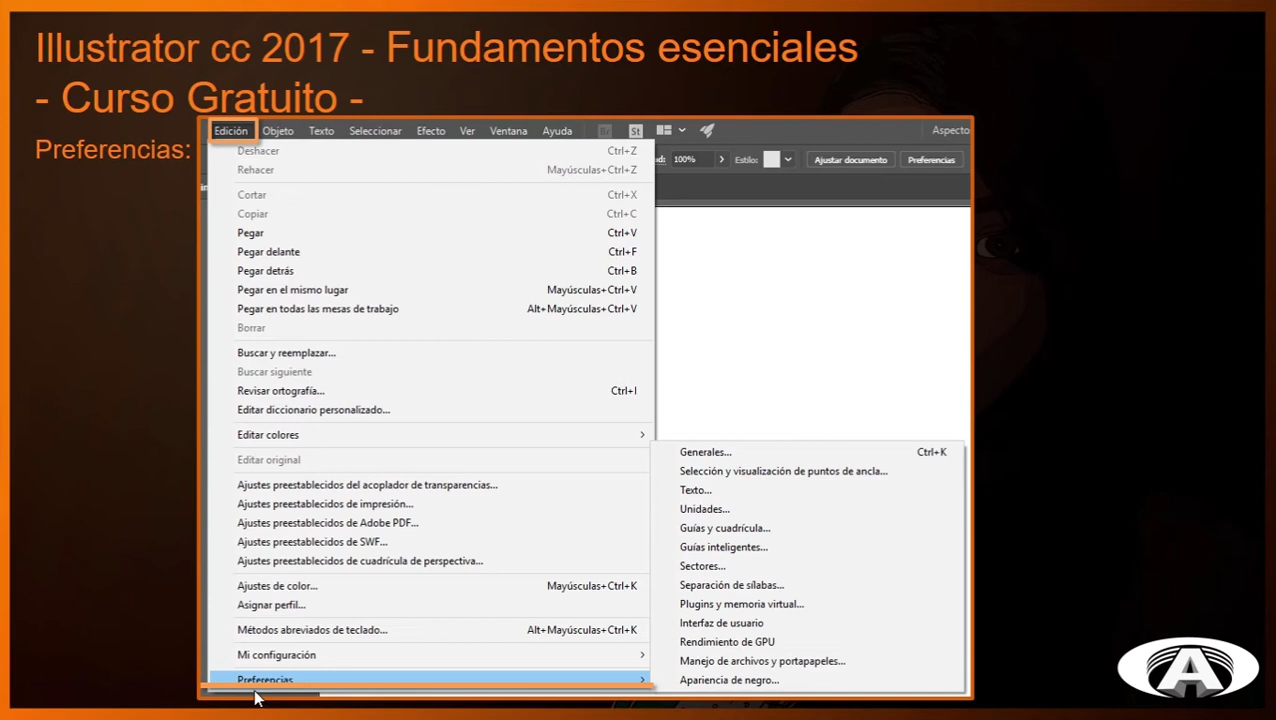 Illustrator cc 2017 - Fundamentos esenciales
- Curso Gratuito -
Preferencias:
Edición Objeto Texto Seleccionar Efecto Ver Ventana Ayuda Br St Aspecto
100% Estilo: Ajustar documento Preferencias
Deshacer Ctrl+Z
Rehacer Mayúsculas+Ctrl+Z
Cortar Ctrl+X
Copiar Ctrl+C
Pegar Ctrl+V
Pegar delante Ctrl+F
Pegar detrás Ctrl+B
Pegar en el mismo lugar Mayúsculas+Ctrl+V
Pegar en todas las mesas de trabajo Alt+Mayúsculas+Ctrl+V
Borrar
Buscar y reemplazar...
Buscar siguiente
Revisar ortografía... Ctrl+I
Editar diccionario personalizado...
Editar colores
Editar original
Ajustes preestablecidos del acoplador de transparencias...
Ajustes preestablecidos de impresión...
Ajustes preestablecidos de Adobe PDF...
Ajustes preestablecidos de SWF...
Ajustes preestablecidos de cuadrícula de perspectiva...
Ajustes de color... Mayúsculas+Ctrl+K
Asignar perfil...
Métodos abreviados de teclado... Alt+Mayúsculas+Ctrl+K
Mi configuración
Preferencias
Generales... Ctrl+K
Selección y visualización de puntos de ancla...
Texto...
Unidades...
Guías y cuadrícula...
Guías inteligentes...
Sectores...
Separación de sílabas...
Plugins y memoria virtual...
Interfaz de usuario
Rendimiento de GPU
Manejo de archivos y portapapeles...
Apariencia de negro...